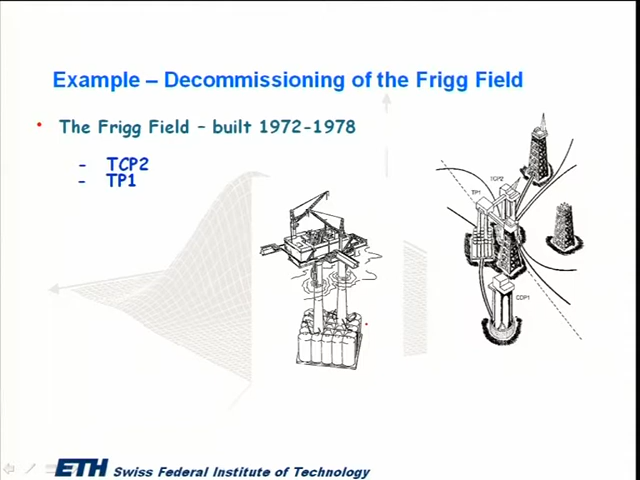 Example – Decommissioning of the Frigg Field
• The Frigg Field – built 1972-1978
- TCP2
- TP1
TCP2
TP1
CDP1
ETH Swiss Federal Institute of Technology